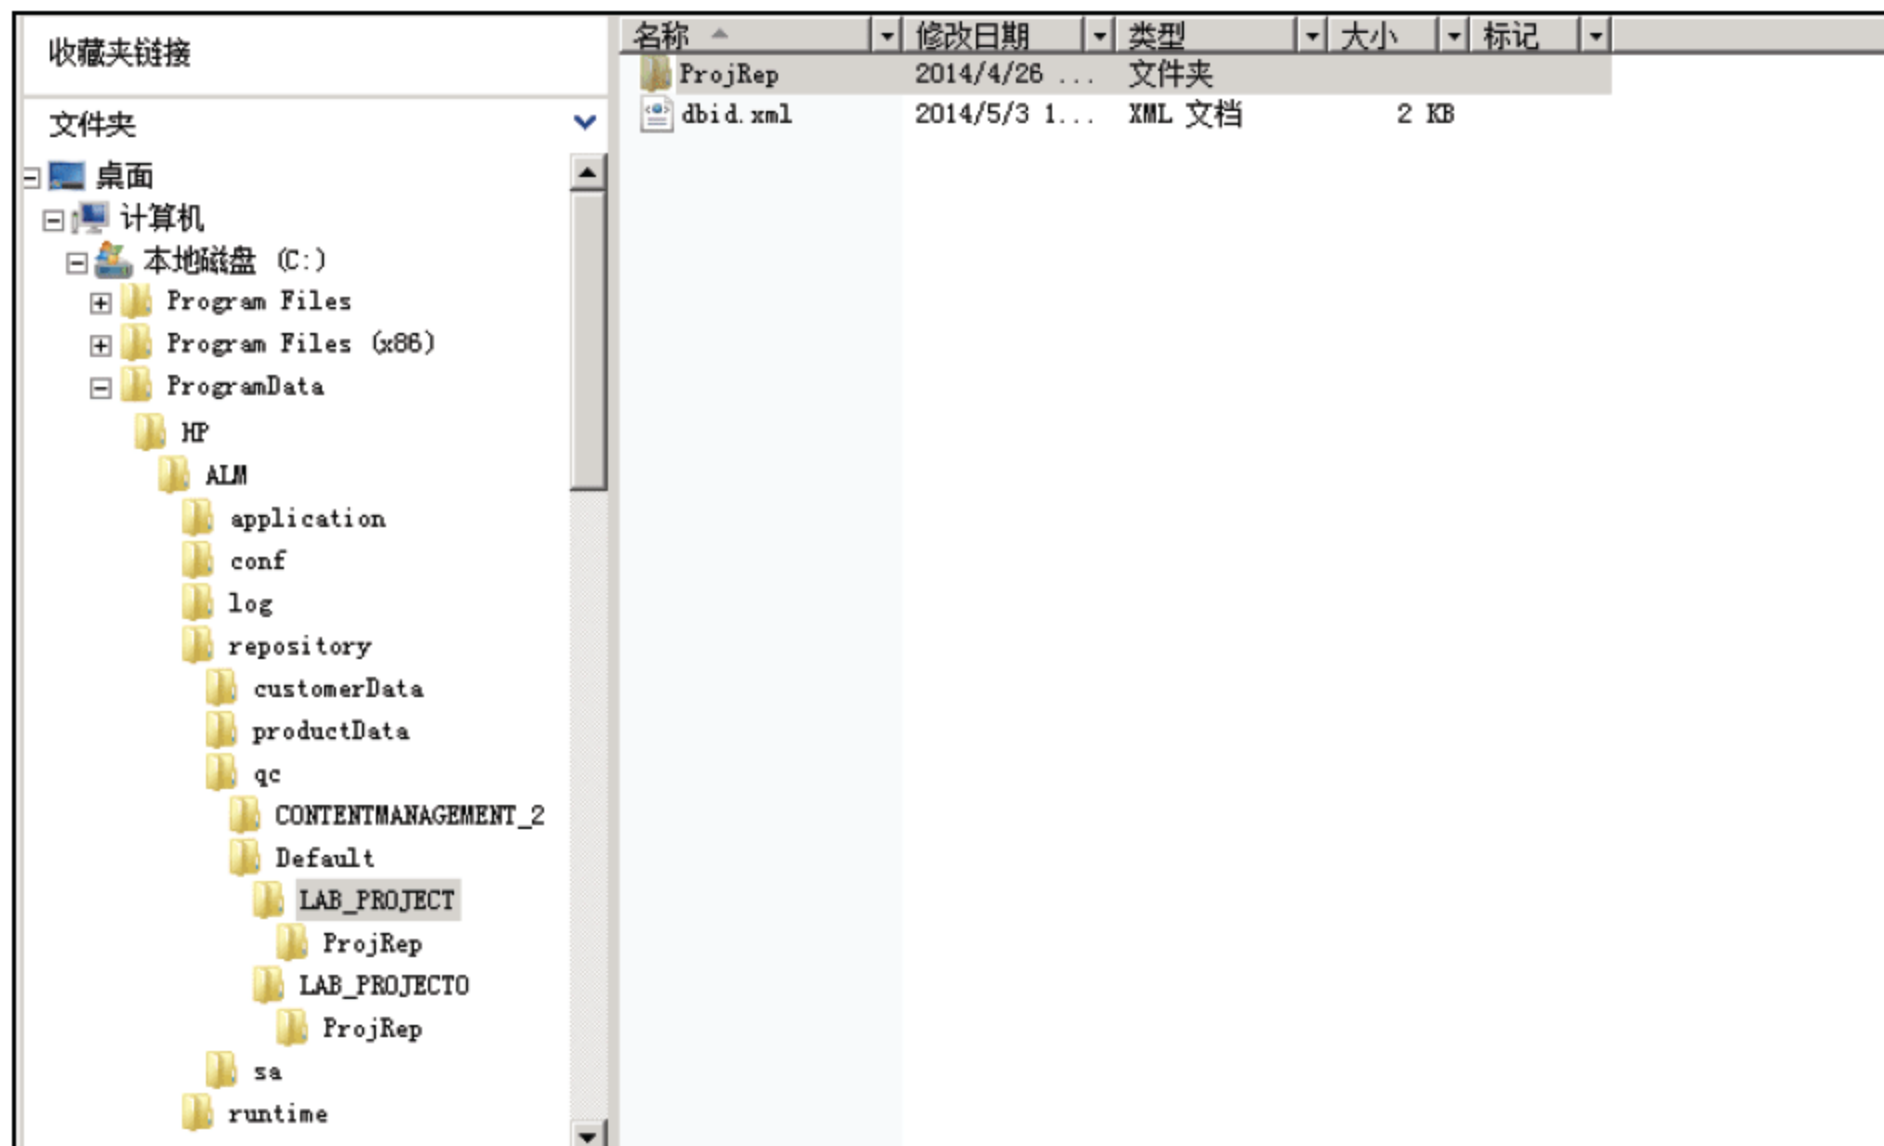 收藏夹链接
文件夹
桌面
计算机
本地磁盘 (C:)
Program Files
Program Files (x86)
ProgramData
HP
ALM
application
conf
log
repository
customerData
productData
qc
CONTENTMANAGEMENT_2
Default
LAB_PROJECT
ProjRep
LAB_PROJECT0
ProjRep
sa
runtime
名称 修改日期 类型 大小 标记
ProjRep 2014/4/26 ... 文件夹
dbid.xml 2014/5/3 1... XML 文档 2 KB